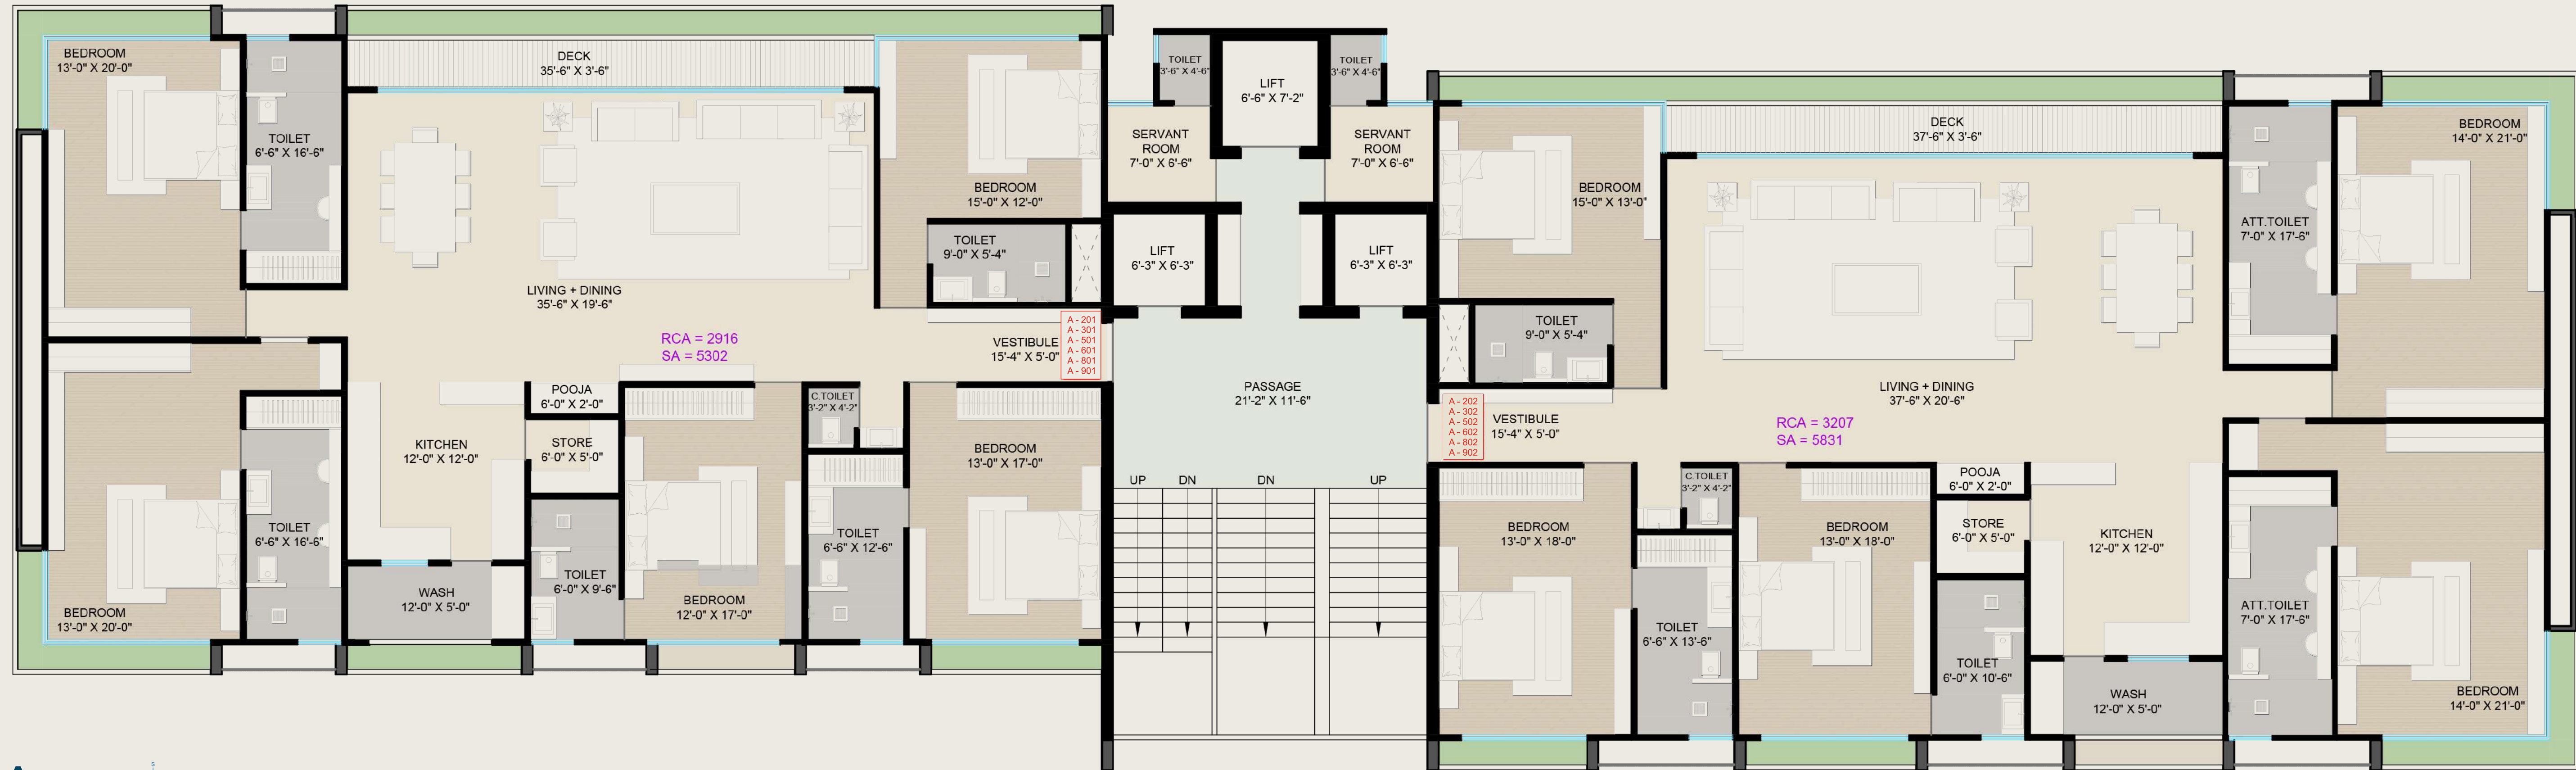 BEDROOM
13'-0" X 20'-0"
TOILET
6'-6" X 16'-6"
DECK
35'-6" X 3'-6"
LIVING + DINING
35'-6" X 19'-6"
RCA = 2916
SA = 5302
BEDROOM
15'-0" X 12'-0"
TOILET
9'-0" X 5'-4"
VESTIBULE
15'-4" X 5'-0"
A - 201
A - 301
A - 501
A - 601
A - 801
A - 901
BEDROOM
13'-0" X 20'-0"
TOILET
6'-6" X 16'-6"
KITCHEN
12'-0" X 12'-0"
WASH
12'-0" X 5'-0"
POOJA
6'-0" X 2'-0"
STORE
6'-0" X 5'-0"
TOILET
6'-0" X 9'-6"
BEDROOM
12'-0" X 17'-0"
C.TOILET
3'-2" X 4'-2"
TOILET
6'-6" X 12'-6"
BEDROOM
13'-0" X 17'-0"
TOILET
3'-6" X 4'-6"
LIFT
6'-6" X 7'-2"
TOILET
3'-6" X 4'-6"
SERVANT
ROOM
7'-0" X 6'-6"
SERVANT
ROOM
7'-0" X 6'-6"
LIFT
6'-3" X 6'-3"
LIFT
6'-3" X 6'-3"
PASSAGE
21'-2" X 11'-6"
UP
DN
DN
UP
BEDROOM
15'-0" X 13'-0"
TOILET
9'-0" X 5'-4"
A - 202
A - 302
A - 502
A - 602
A - 802
A - 902
VESTIBULE
15'-4" X 5'-0"
DECK
37'-6" X 3'-6"
LIVING + DINING
37'-6" X 20'-6"
RCA = 3207
SA = 5831
ATT.TOILET
7'-0" X 17'-6"
BEDROOM
14'-0" X 21'-0"
BEDROOM
13'-0" X 18'-0"
C.TOILET
3'-2" X 4'-2"
TOILET
6'-6" X 13'-6"
BEDROOM
13'-0" X 18'-0"
POOJA
6'-0" X 2'-0"
STORE
6'-0" X 5'-0"
TOILET
6'-0" X 10'-6"
KITCHEN
12'-0" X 12'-0"
WASH
12'-0" X 5'-0"
ATT.TOILET
7'-0" X 17'-6"
BEDROOM
14'-0" X 21'-0"
S